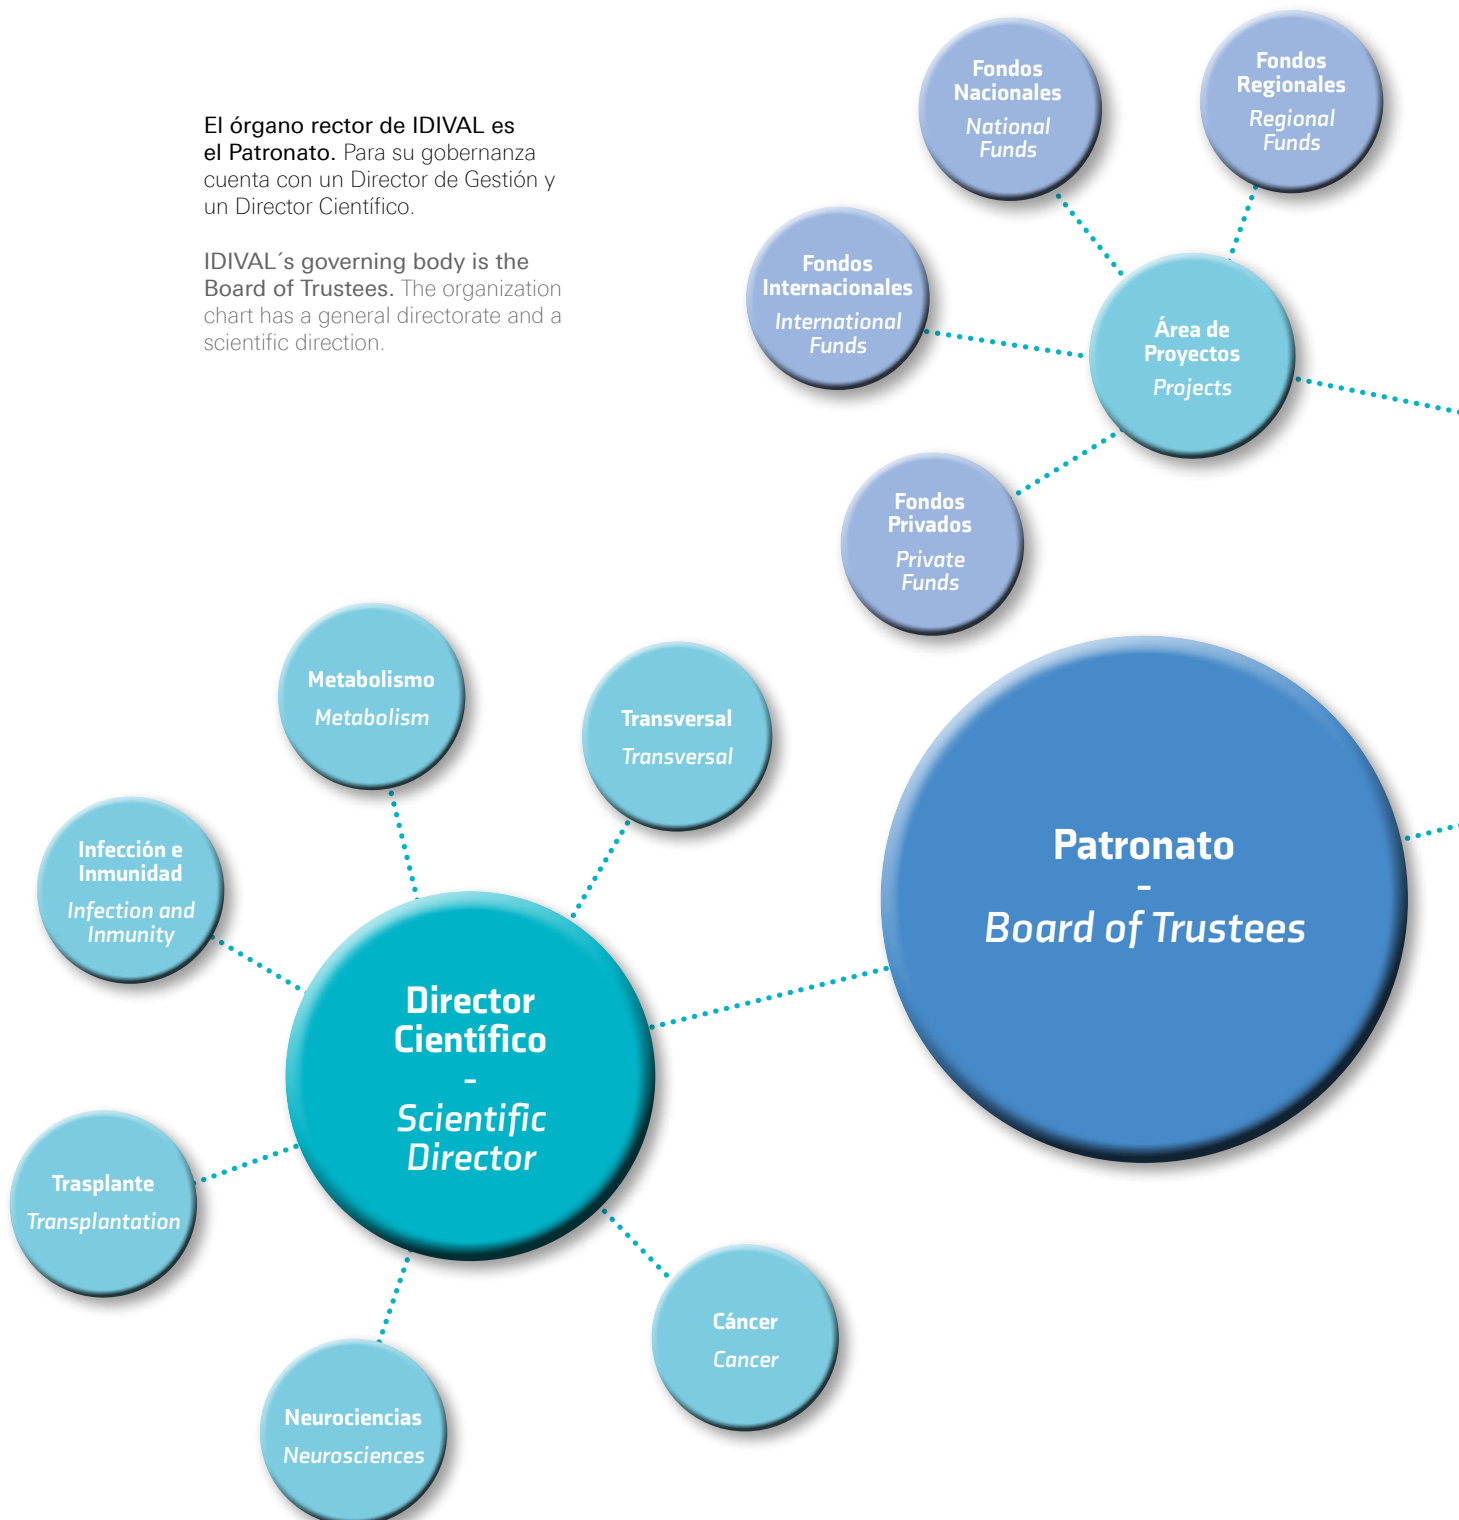 El órgano rector de IDIVAL es
el Patronato. Para su gobernanza
cuenta con un Director de Gestión y
un Director Científico.
IDIVAL´s governing body is the
Board of Trustees. The organization
chart has a general directorate and a
scientific direction.
Fondos
Nacionales
National
Funds
Fondos
Regionales
Regional
Funds
Fondos
Internacionales
International
Funds
Área de
Proyectos
Projects
Fondos
Privados
Private
Funds
Metabolismo
Metabolism
Transversal
Transversal
Infección e
Inmunidad
Infection and
Inmunity
Patronato
-
Board of Trustees
Director
Científico
-
Scientific
Director
Trasplante
Transplantation
Cáncer
Cancer
Neurociencias
Neurosciences